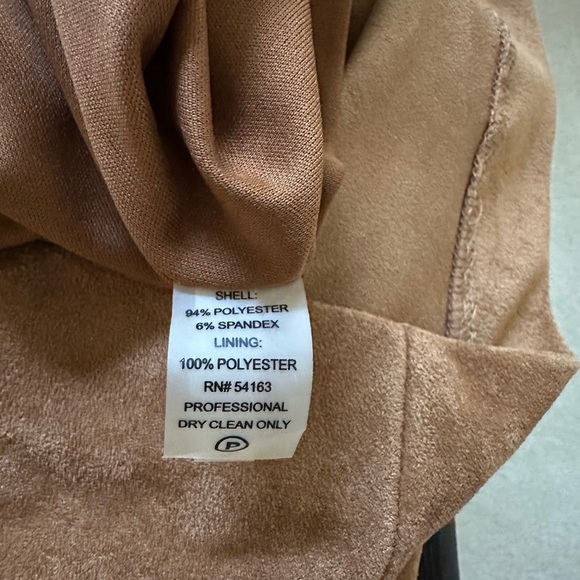 SHELL:
94% POLYESTER
6% SPANDEX
LINING:
100% POLYESTER
RN# 54163
PROFESSIONAL
DRY CLEAN ONLY
P